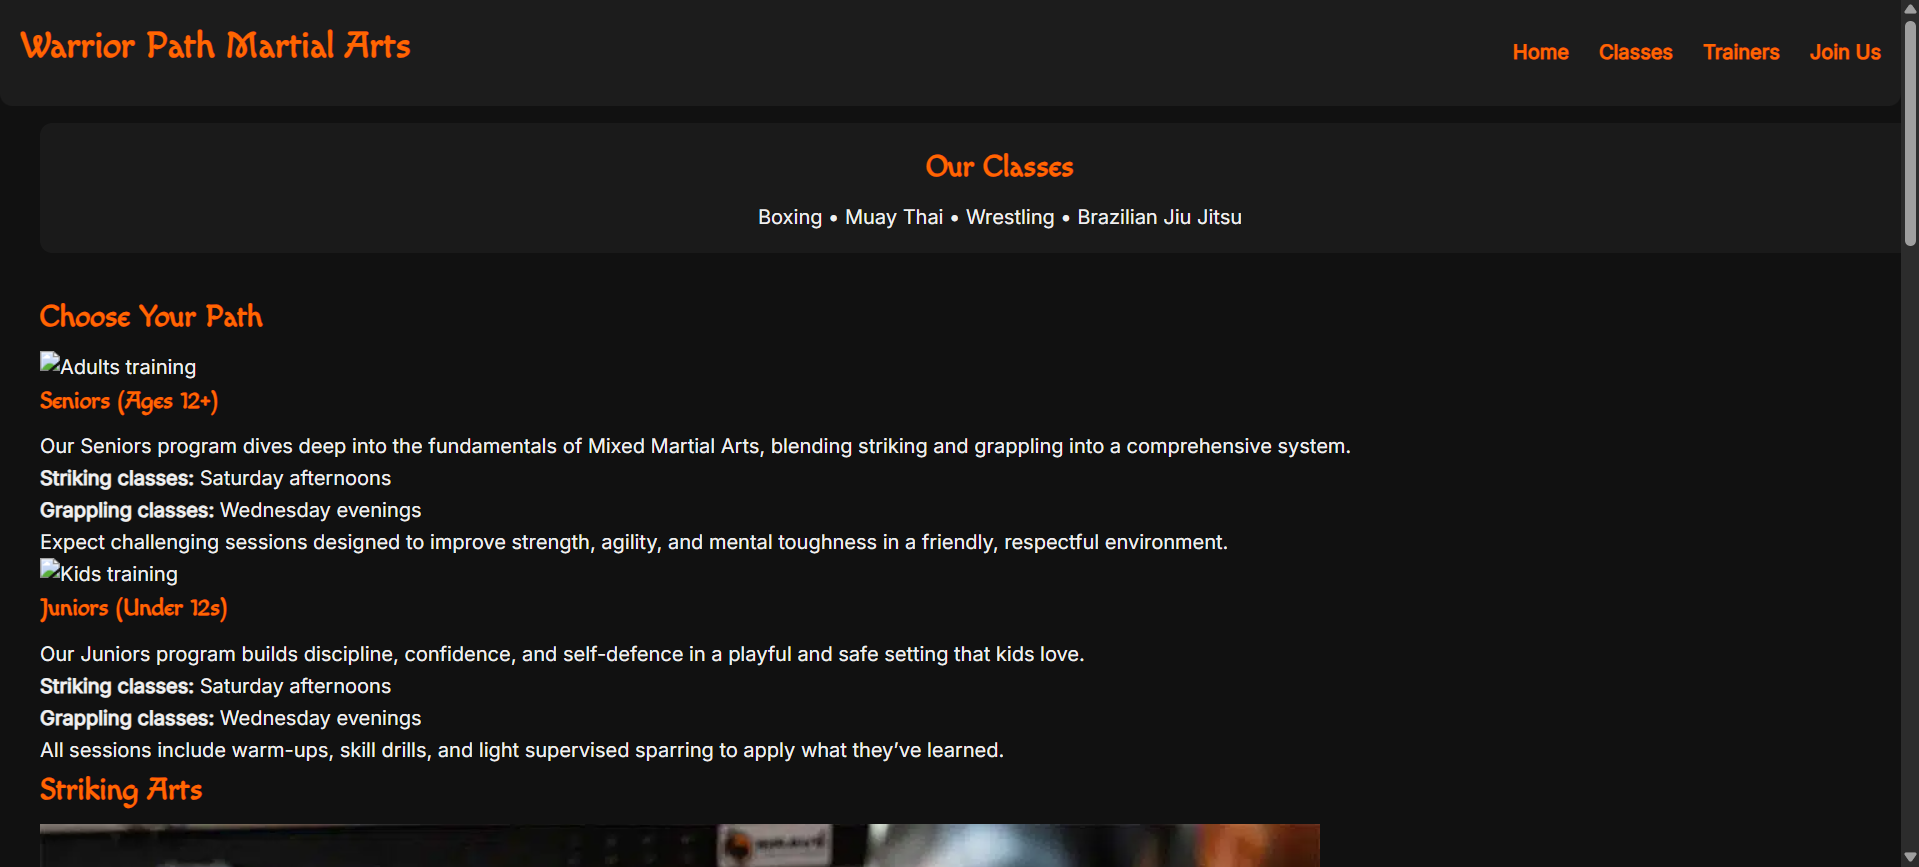 Warrior Path Martial Arts
Home Classes Trainers Join Us
Our Classes
Boxing • Muay Thai • Wrestling • Brazilian Jiu Jitsu
Choose Your Path
Adults training
Seniors (Ages 12+)
Our Seniors program dives deep into the fundamentals of Mixed Martial Arts, blending striking and grappling into a comprehensive system.
Striking classes: Saturday afternoons
Grappling classes: Wednesday evenings
Expect challenging sessions designed to improve strength, agility, and mental toughness in a friendly, respectful environment.
Kids training
Juniors (Under 12s)
Our Juniors program builds discipline, confidence, and self-defence in a playful and safe setting that kids love.
Striking classes: Saturday afternoons
Grappling classes: Wednesday evenings
All sessions include warm-ups, skill drills, and light supervised sparring to apply what they’ve learned.
Striking Arts